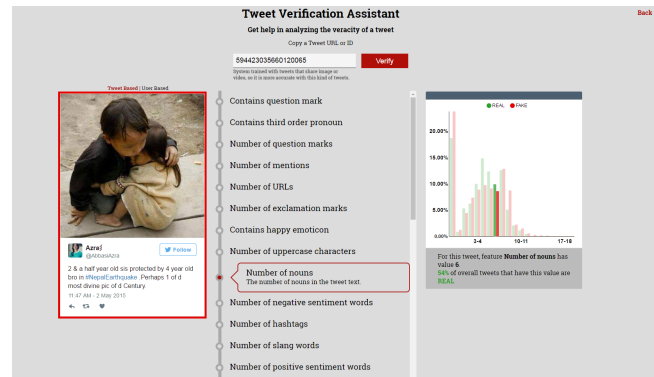 Tweet Verification Assistant
Back
Get help in analyzing the veracity of a tweet
Copy a Tweet URL or ID
594423035660120065
Verify
System trained with tweets that share image or
video, so it is more accurate with this kind of tweets.
Tweet Based | User Based
Azra
@AbbasiAzra
Follow
2 & a half year old sis protected by 4 year old
bro in #NepalEarthquake .Perhaps 1 of d
most divine pic of d Century.
11:47 AM - 2 May 2015
Contains question mark
Contains third order pronoun
Number of question marks
Number of mentions
Number of URLs
Number of exclamation marks
Contains happy emoticon
Number of uppercase characters
Number of nouns
The number of nouns in the tweet text.
Number of negative sentiment words
Number of hashtags
Number of slang words
Number of positive sentiment words
REAL FAKE
20.00%
15.00%
10.00%
5.00%
0.00%
3-4 10-11 17-18
For this tweet, feature Number of nouns has
value 6.
54% of overall tweets that have this value are
REAL